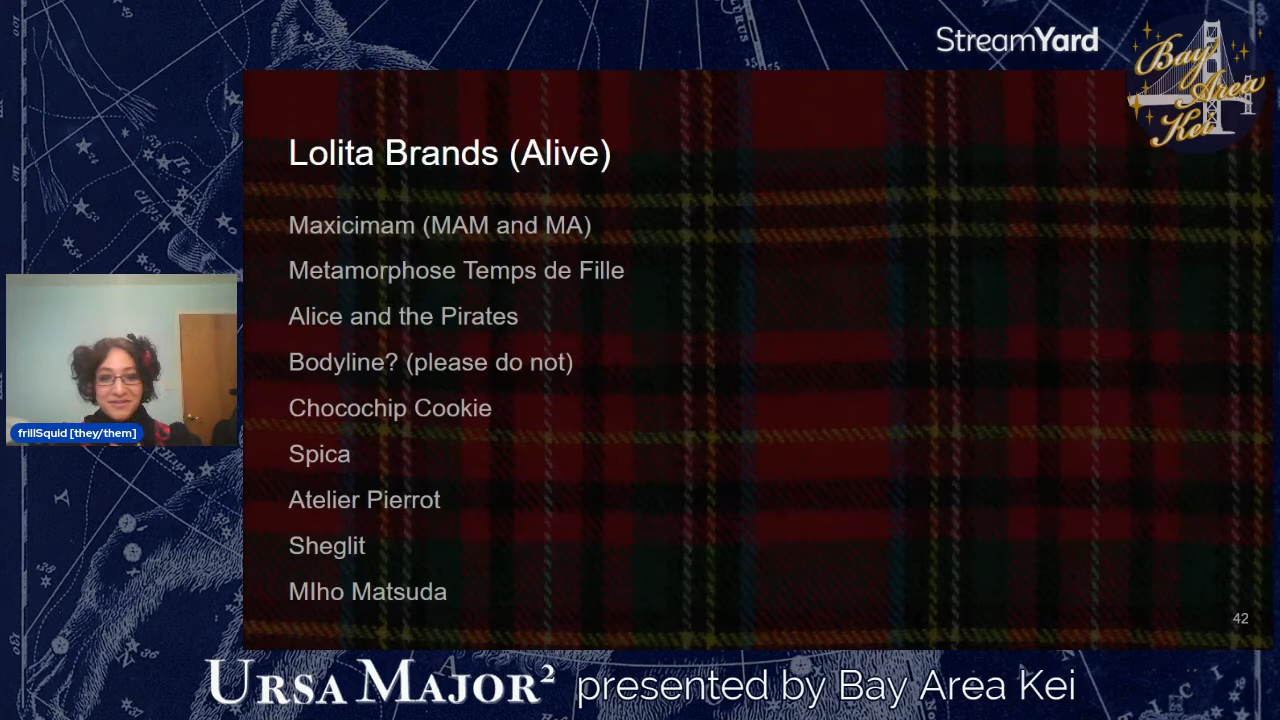 StreamYard
Bay
Area
Kei
Lolita Brands (Alive)
Maxicimam (MAM and MA)
Metamorphose Temps de Fille
Alice and the Pirates
Bodyline? (please do not)
Chocochip Cookie
Spica
Atelier Pierrot
Sheglit
MIho Matsuda
42
frillSquid [they/them]
URSA MAJOR² presented by Bay Area Kei